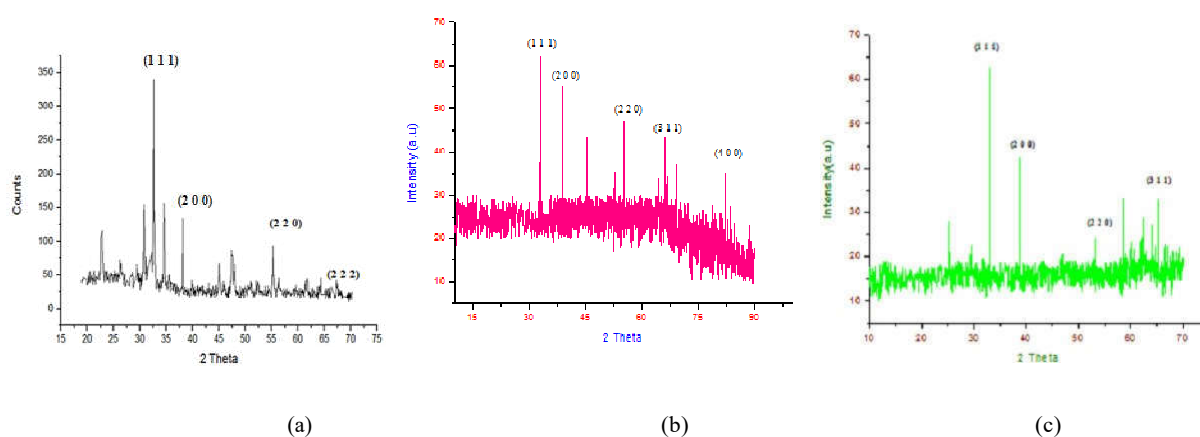 (1 1 1)
(2 0 0)
(2 2 0)
(2 2 2)
Counts
350
300
250
200
150
100
50
0
15 20 25 30 35 40 45 50 55 60 65 70 75
2 Theta
(a)
(1 1 1)
(2 0 0)
(2 2 0)
(3 1 1)
(4 0 0)
Intensity (a.u)
70
60
50
40
30
20
10
15 30 45 60 75 90
2 Theta
(b)
(1 1 1)
(2 0 0)
(2 2 0)
(3 1 1)
Intensity(a.u)
70
60
50
40
30
20
10
10 20 30 40 50 60 70
2 Theta
(c)